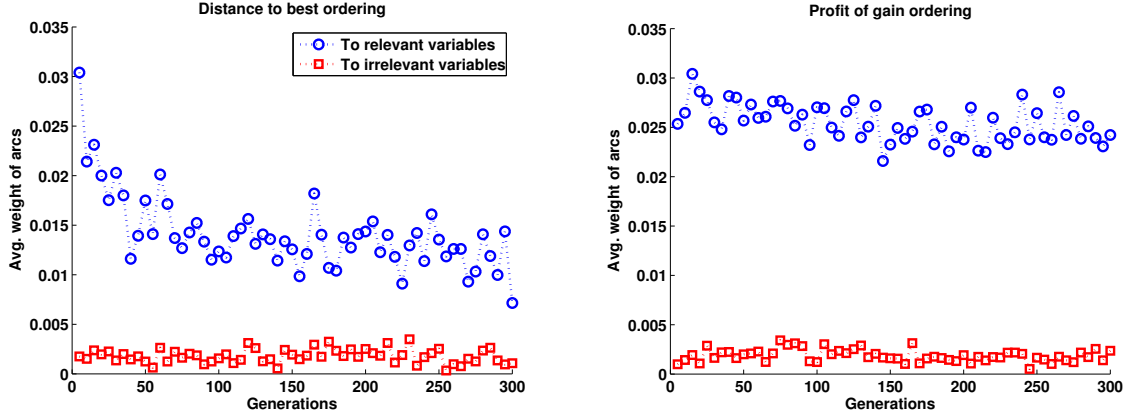 Distance to best ordering
Avg. weight of arcs
0.035
0.03
0.025
0.02
0.015
0.01
0.005
0
To relevant variables
To irrelevant variables
0 50 100 150 200 250 300
Generations
Profit of gain ordering
Avg. weight of arcs
0.035
0.03
0.025
0.02
0.015
0.01
0.005
0
0 50 100 150 200 250 300
Generations